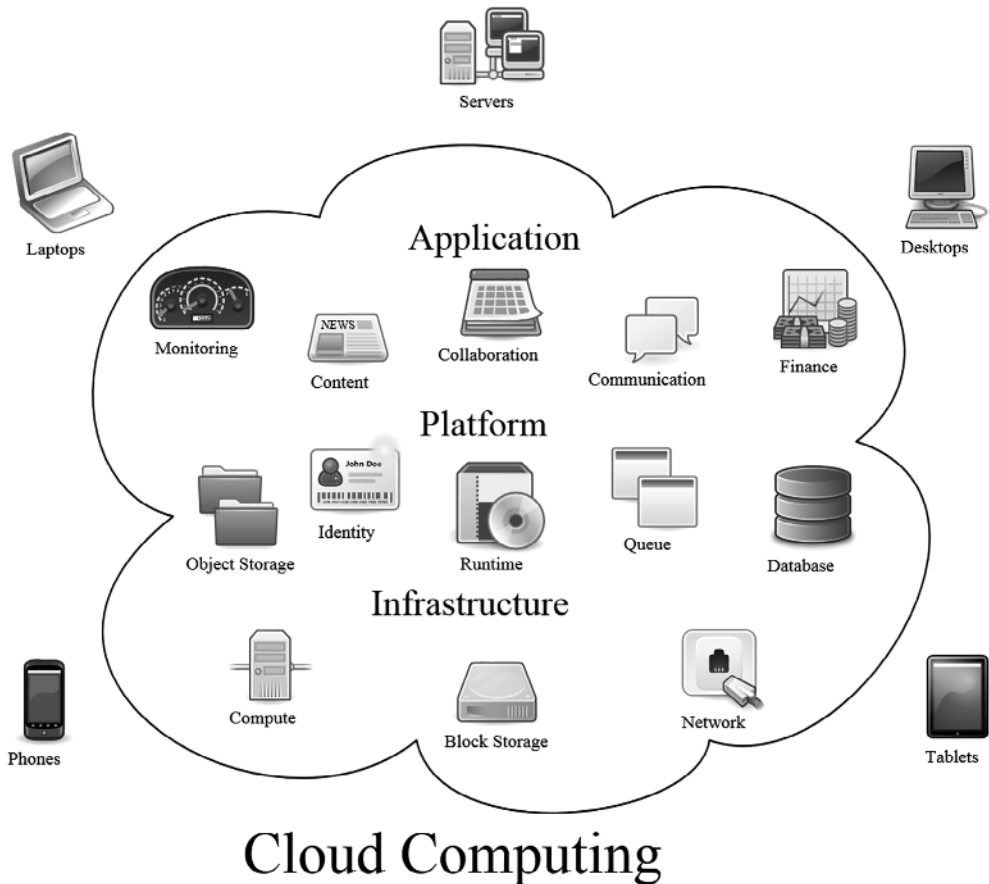 Servers
Laptops
Desktops
Application
Monitoring
NEWS
Content
Collaboration
Communication
Finance
Platform
John Doe
Object Storage
Identity
Runtime
Queue
Database
Infrastructure
Compute
Block Storage
Network
Phones
Tablets
Cloud Computing